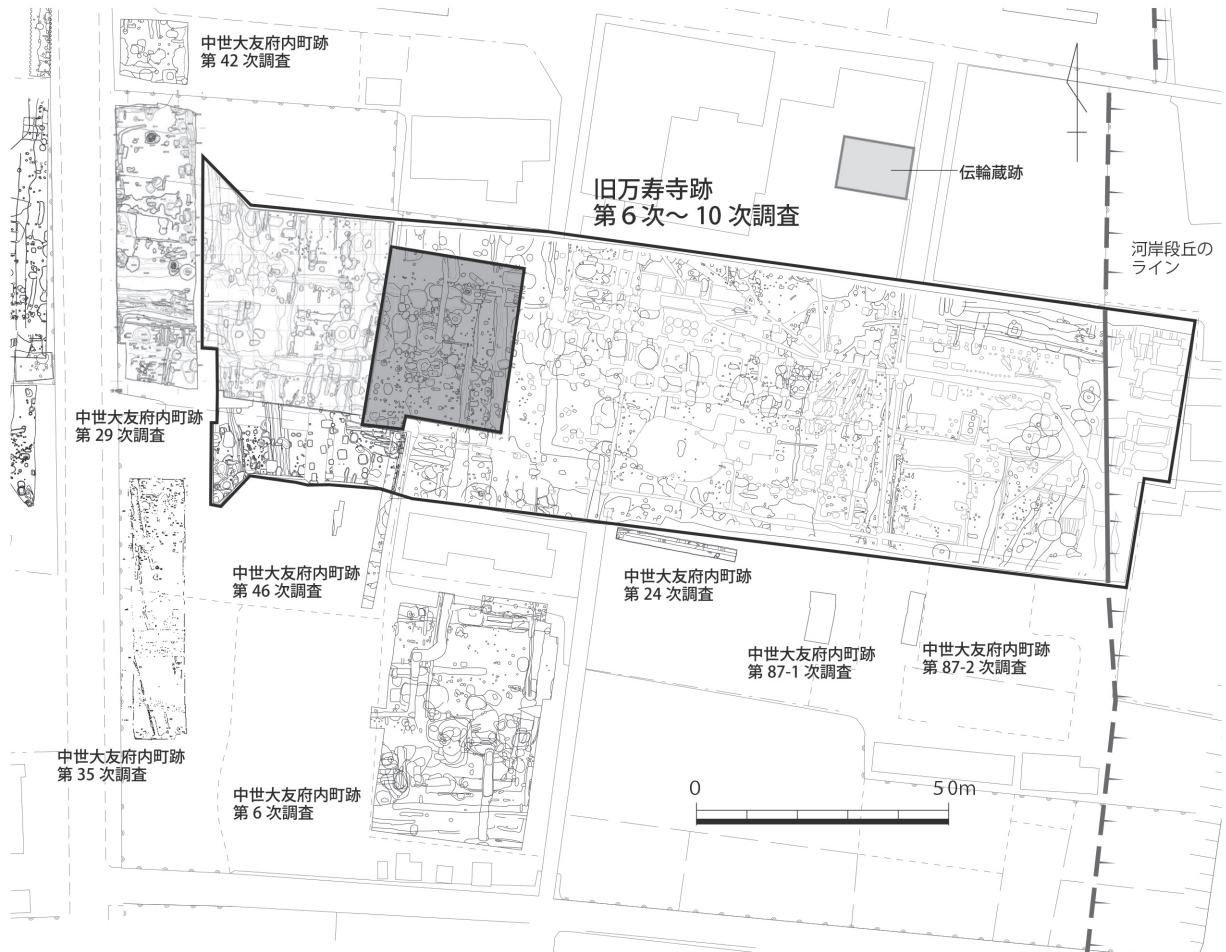 中世大友府内町跡
第 42 次調査
伝輪蔵跡
旧万寿寺跡
第 6 次～ 10 次調査
河岸段丘の
ライン
中世大友府内町跡
第 29 次調査
中世大友府内町跡
第 46 次調査
中世大友府内町跡
第 24 次調査
中世大友府内町跡
第 87-1 次調査
中世大友府内町跡
第 87-2 次調査
中世大友府内町跡
第 35 次調査
中世大友府内町跡
第 6 次調査
0 50m